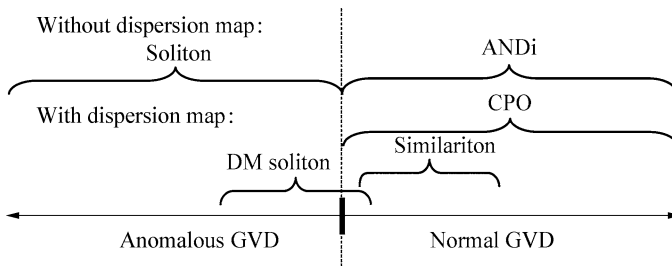 Without dispersion map:
Soliton
ANDi
With dispersion map:
CPO
DM soliton
Similariton
Anomalous GVD
Normal GVD